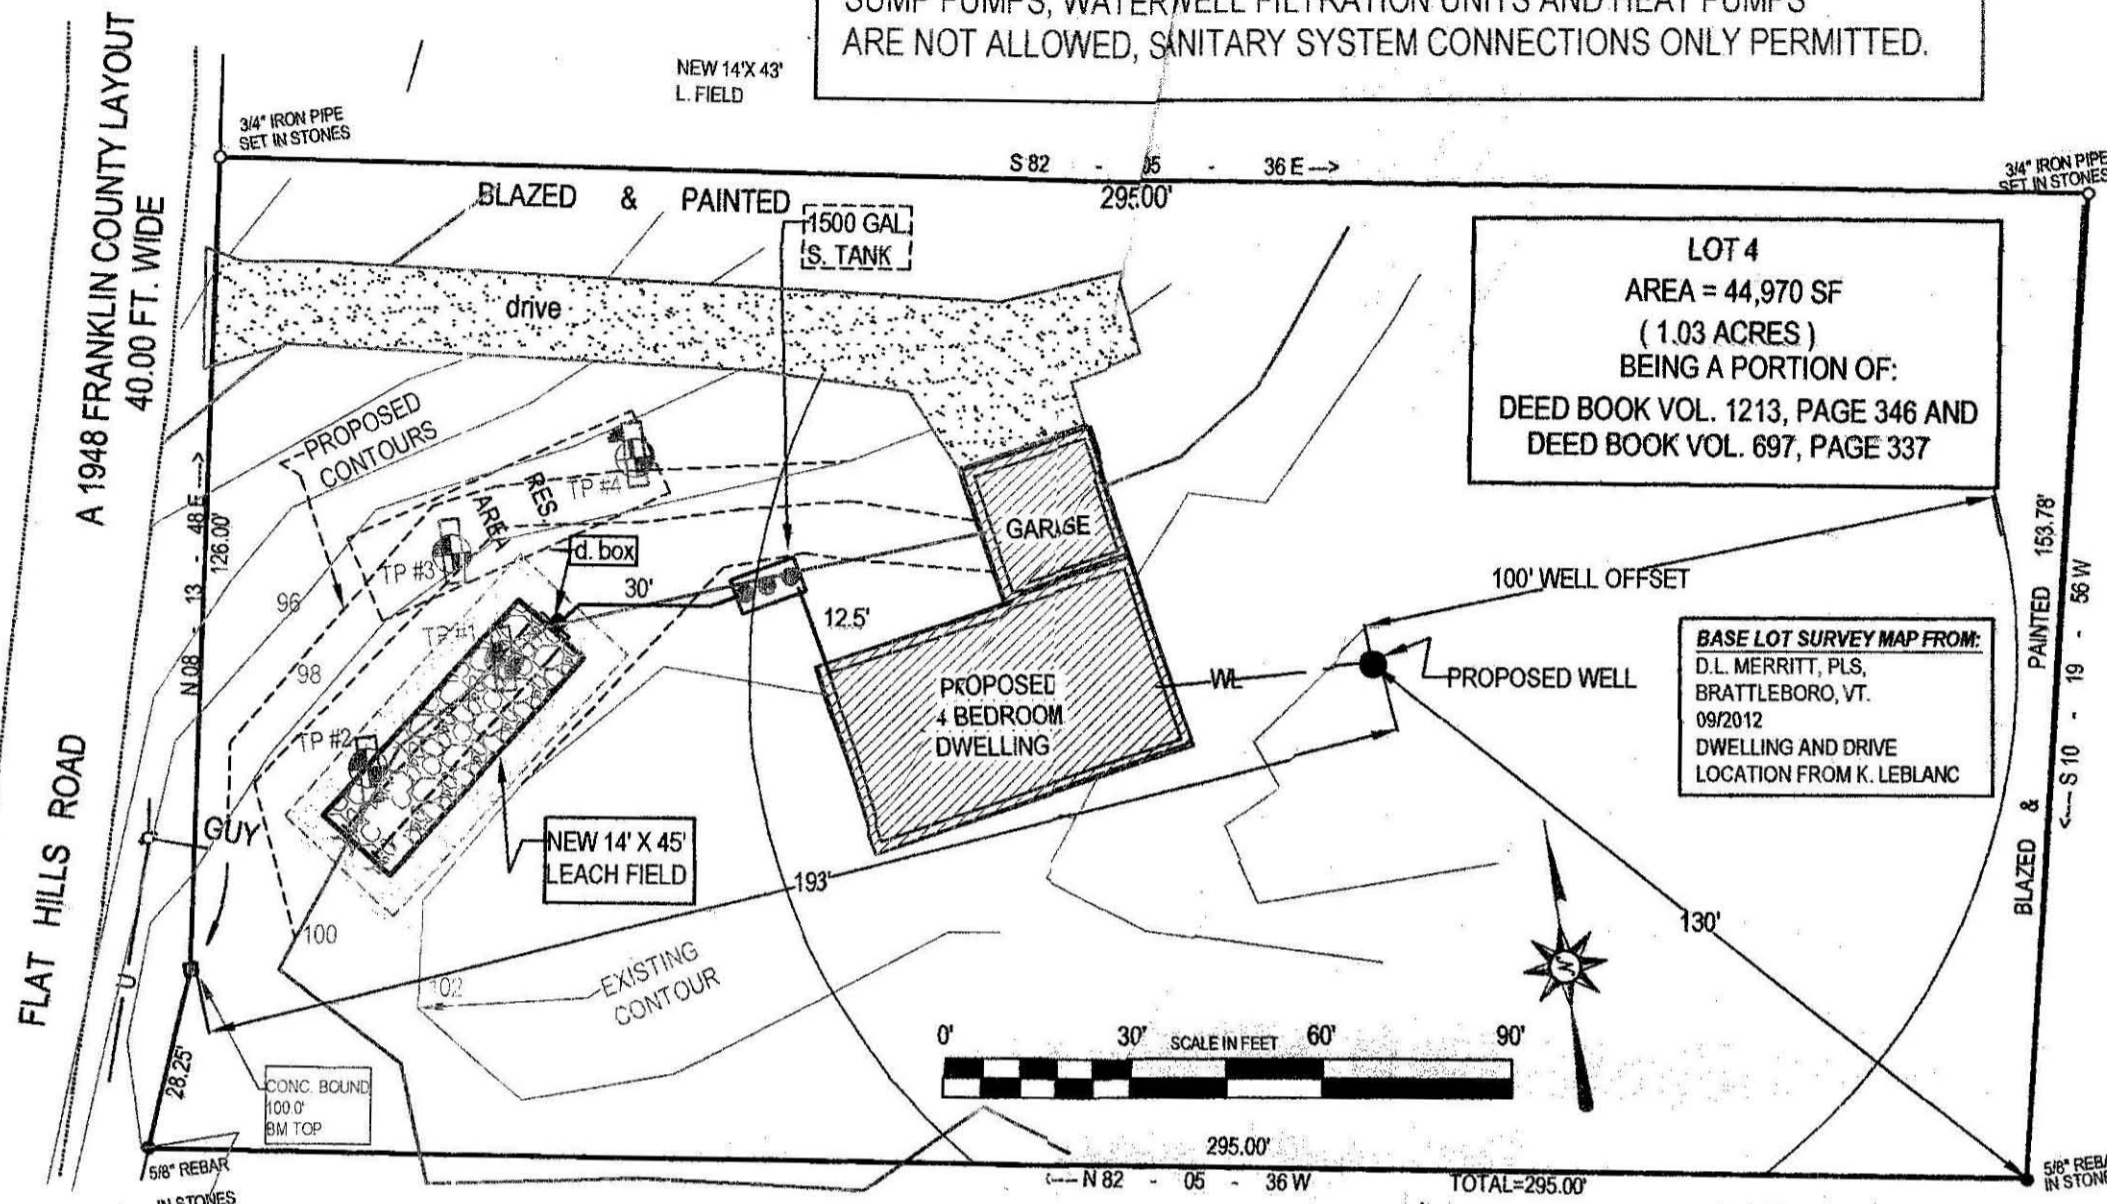 SUMP PUMPS, WATERWELL FILTRATION UNITS AND HEAT PUMPS
ARE NOT ALLOWED, SANITARY SYSTEM CONNECTIONS ONLY PERMITTED.
NEW 14'X 43'
L. FIELD
A 1948 FRANKLIN COUNTY LAYOUT
40.00 FT. WIDE
3/4" IRON PIPE
SET IN STONES
S 82 - 05 - 36 E --->
295.00'
3/4" IRON PIPE
SET IN STONES
BLAZED & PAINTED
1500 GAL.
S. TANK
drive
LOT 4
AREA = 44,970 SF
( 1.03 ACRES )
BEING A PORTION OF:
DEED BOOK VOL. 1213, PAGE 346 AND
DEED BOOK VOL. 697, PAGE 337
PROPOSED
CONTOURS
RES.
AREA
TP #4
TP #3
d. box
GARAGE
N 08 - 13 - 48 E --->
126.00'
96
98
TP #1
TP #2
30'
12.5'
100' WELL OFFSET
PROPOSED WELL
WL
PROPOSED
4 BEDROOM
DWELLING
BASE LOT SURVEY MAP FROM:
D.L. MERRITT, PLS,
BRATTLEBORO, VT.
09/2012
DWELLING AND DRIVE
LOCATION FROM K. LEBLANC
BLAZED & PAINTED 153.78'
<--- S 10 - 19 - 56 W
FLAT HILLS ROAD
GUY
U
NEW 14' X 45'
LEACH FIELD
193'
130'
100
102
EXISTING
CONTOUR
N
0' 30' 60' 90'
SCALE IN FEET
28.25'
CONC. BOUND
100.0'
BM TOP
5/8" REBAR
IN STONES
295.00'
<--- N 82 - 05 - 36 W
TOTAL=295.00'
5/8" REBA
IN STONE